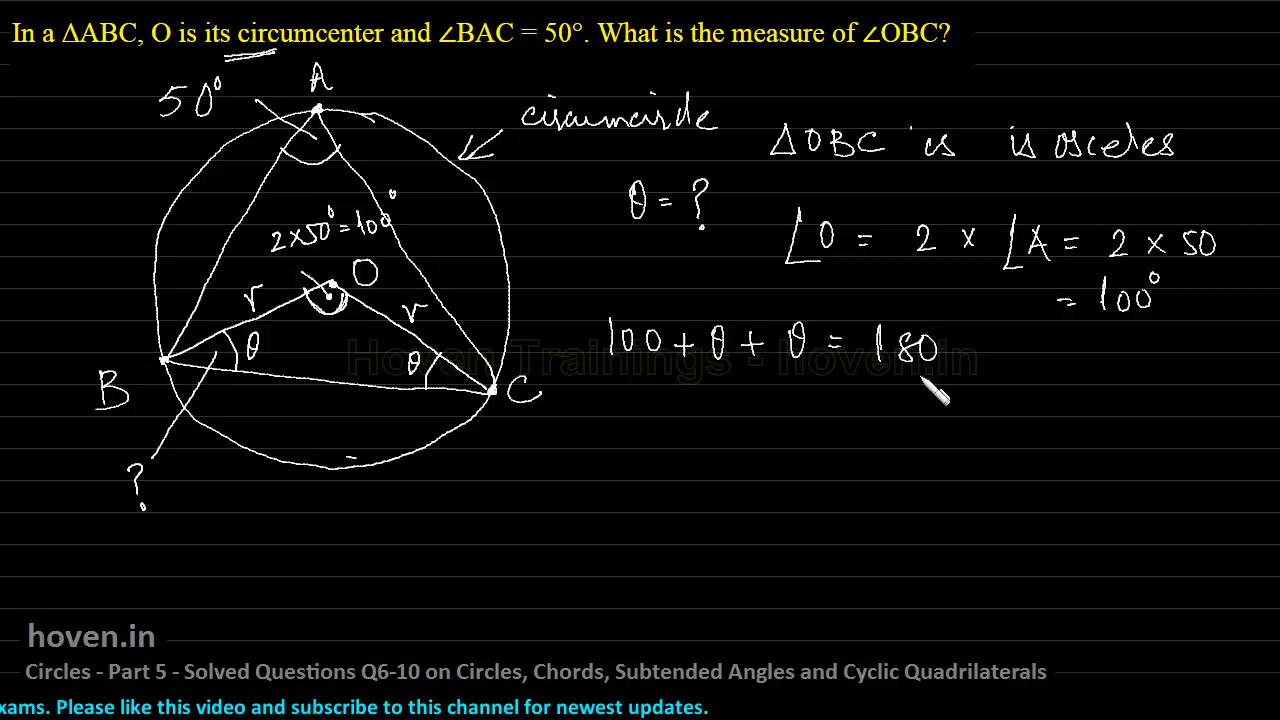 In a ΔABC, O is its circumcenter and ∠BAC = 50°. What is the measure of ∠OBC?
50°
A
circumcircle
ΔOBC is isosceles
θ = ?
2 × 50° = 100°
∠O = 2 × ∠A = 2 × 50
= 100°
O
r
r
θ
θ
100 + θ + θ = 180
Hoven Trainings - hoven.in
B
C
?
hoven.in
Circles - Part 5 - Solved Questions Q6-10 on Circles, Chords, Subtended Angles and Cyclic Quadrilaterals
xams. Please like this video and subscribe to this channel for newest updates.